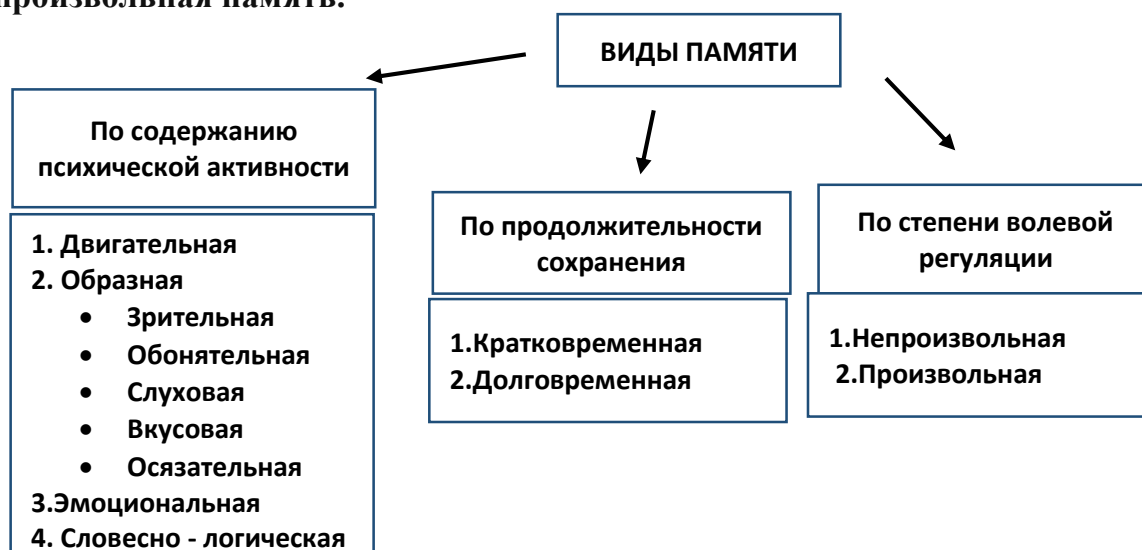 произвольная память.
ВИДЫ ПАМЯТИ
По содержанию
психической активности
1. Двигательная
2. Образная
• Зрительная
• Обонятельная
• Слуховая
• Вкусовая
• Осязательная
3.Эмоциональная
4. Словесно - логическая
По продолжительности
сохранения
1.Кратковременная
2.Долговременная
По степени волевой
регуляции
1.Непроизвольная
2.Произвольная